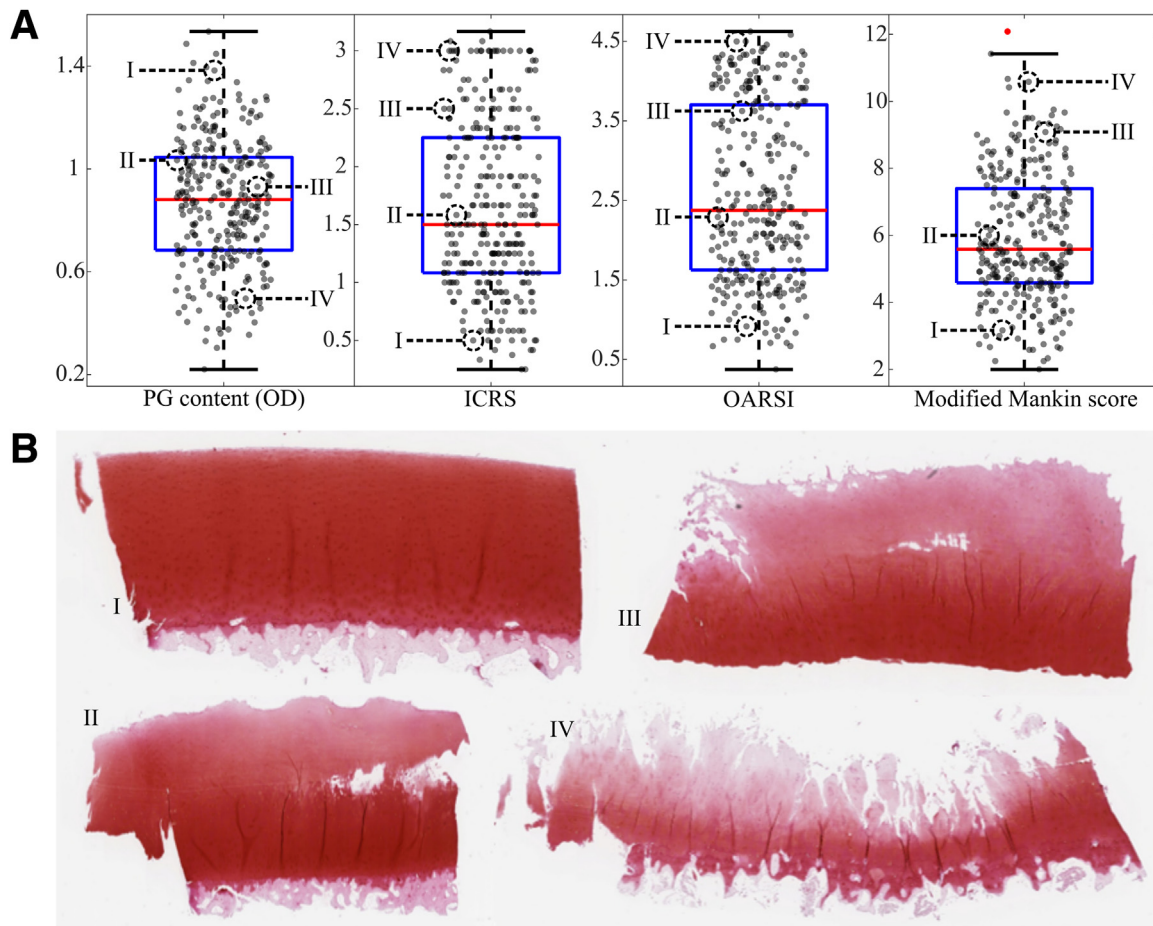 A
1.4
1
0.6
0.2
I
II
III
IV
PG content (OD)
3
2.5
2
1.5
1
0.5
IV
III
II
I
ICRS
4.5
3.5
2.5
1.5
0.5
IV
III
II
I
OARSI
12
10
8
6
4
2
IV
III
II
I
Modified Mankin score
B
I
III
II
IV